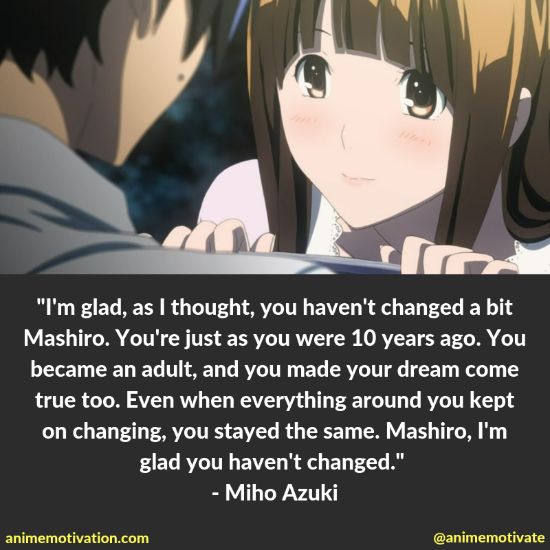 "I'm glad, as I thought, you haven't changed a bit
Mashiro. You're just as you were 10 years ago. You
became an adult, and you made your dream come
true too. Even when everything around you kept
on changing, you stayed the same. Mashiro, I'm
glad you haven't changed."
- Miho Azuki
animemotivation.com
@animemotivate